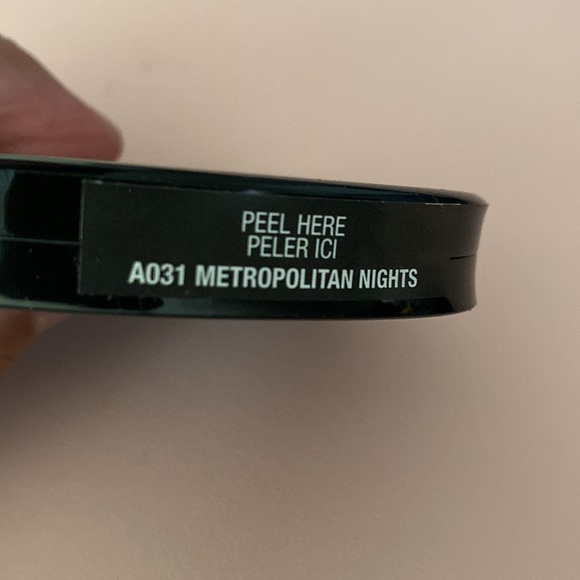 PEEL HERE
PELER ICI
A031 METROPOLITAN NIGHTS